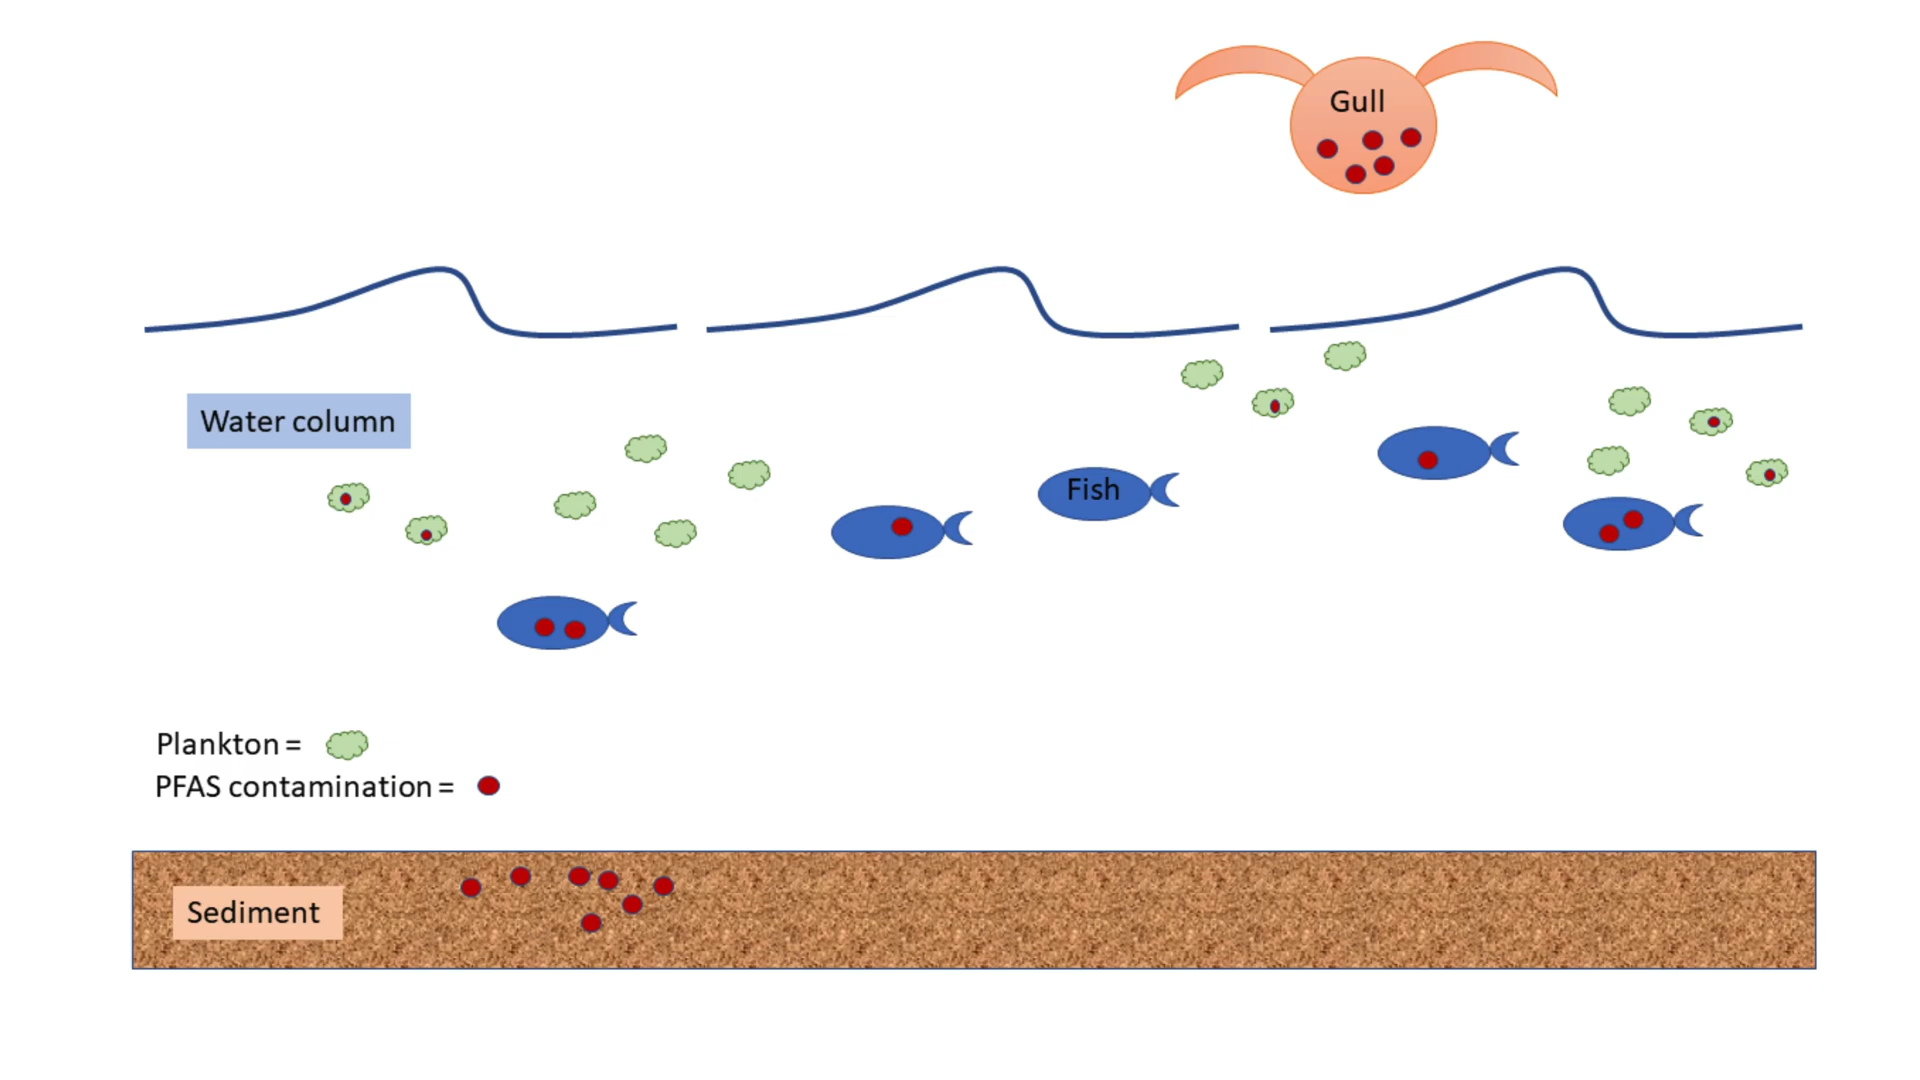 Gull
Water column
Fish
Plankton =
PFAS contamination =
Sediment